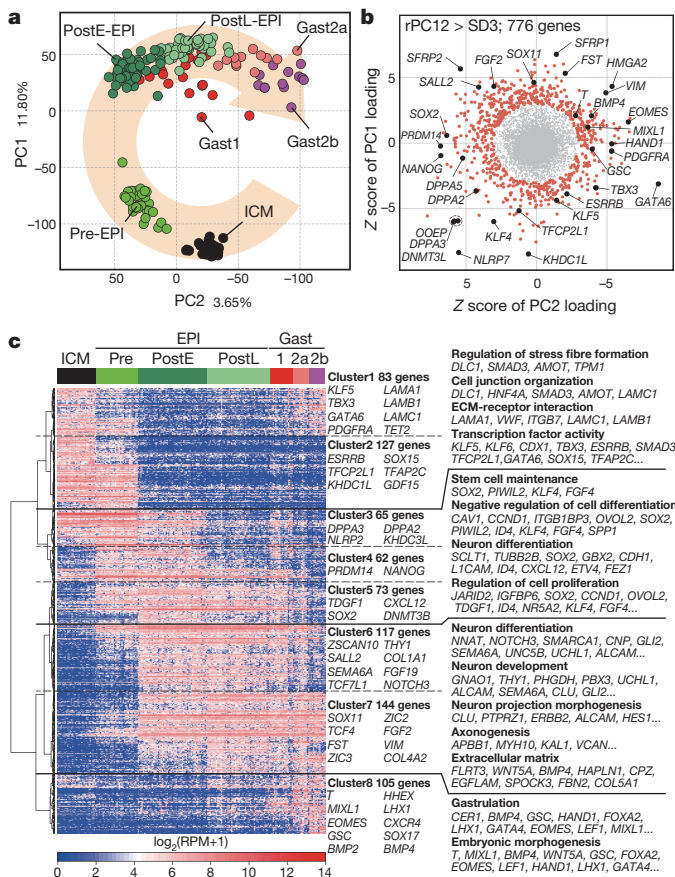 a
PostE-EPI
PostL-EPI
Gast2a
Gast1
Gast2b
Pre-EPI
ICM
PC1 11.80%
50
0
−50
−100
50
0
−50
−100
PC2 3.65%
b
rPC12 > SD3; 776 genes
SFRP1
SFRP2
SOX11
FGF2
FST
HMGA2
SALL2
VIM
T
BMP4
SOX2
EOMES
MIXL1
PRDM14
HAND1
PDGFRA
NANOG
GSC
DPPA5
TBX3
GATA6
DPPA2
ESRRB
KLF5
OOEP
TFCP2L1
DPPA3
KLF4
DNMT3L
NLRP7
KHDC1L
Z score of PC1 loading
5
0
−5
5
0
−5
Z score of PC2 loading
c
EPI
Gast
ICM
Pre
PostE
PostL
1
2a
2b
Cluster1 83 genes
KLF5 LAMA1
TBX3 LAMB1
GATA6 LAMC1
PDGFRA TET2
Cluster2 127 genes
ESRRB SOX15
TFCP2L1 TFAP2C
KHDC1L GDF15
Cluster3 65 genes
DPPA3 DPPA2
NLRP2 KHDC3L
Cluster4 62 genes
PRDM14 NANOG
Cluster5 73 genes
TDGF1 CXCL12
SOX2 DNMT3B
Cluster6 117 genes
ZSCAN10 THY1
SALL2 COL1A1
SEMA6A FGF19
TCF7L1 NOTCH3
Cluster7 144 genes
SOX11 ZIC2
TCF4 FGF2
FST VIM
ZIC3 COL4A2
Cluster8 105 genes
T HHEX
MIXL1 LHX1
EOMES CXCR4
GSC SOX17
BMP2 BMP4
Regulation of stress fibre formation
DLC1, SMAD3, AMOT, TPM1
Cell junction organization
DLC1, HNF4A, SMAD3, AMOT, LAMC1
ECM-receptor interaction
LAMA1, VWF, ITGB7, LAMC1, LAMB1
Transcription factor activity
KLF5, KLF6, CDX1, TBX3, ESRRB, SMAD3
TFCP2L1,GATA6, SOX15, TFAP2C...
Stem cell maintenance
SOX2, PIWIL2, KLF4, FGF4
Negative regulation of cell differentiation
CAV1, CCND1, ITGB1BP3, OVOL2, SOX2,
PIWIL2, ID4, KLF4, FGF4, SPP1
Neuron differentiation
SCLT1, TUBB2B, SOX2, GBX2, CDH1,
L1CAM, ID4, CXCL12, ETV4, FEZ1
Regulation of cell proliferation
JARID2, IGFBP6, SOX2, CCND1, OVOL2,
TDGF1, ID4, NR5A2, KLF4, FGF4...
Neuron differentiation
NNAT, NOTCH3, SMARCA1, CNP, GLI2,
SEMA6A, UNC5B, UCHL1, ALCAM...
Neuron development
GNAO1, THY1, PHGDH, PBX3, UCHL1,
ALCAM, SEMA6A, CLU, GLI2...
Neuron projection morphogenesis
CLU, PTPRZ1, ERBB2, ALCAM, HES1...
Axonogenesis
APBB1, MYH10, KAL1, VCAN...
Extracellular matrix
FLRT3, WNT5A, BMP4, HAPLN1, CPZ,
EGFLAM, SPOCK3, FBN2, COL5A1
Gastrulation
CER1, BMP4, GSC, HAND1, FOXA2,
LHX1, GATA4, EOMES, LEF1, MIXL1...
Embryonic morphogenesis
T, MIXL1, BMP4, WNT5A, GSC, FOXA2,
EOMES, LEF1, HAND1, LHX1, GATA4...
log2(RPM+1)
0 2 4 6 8 10 12 14